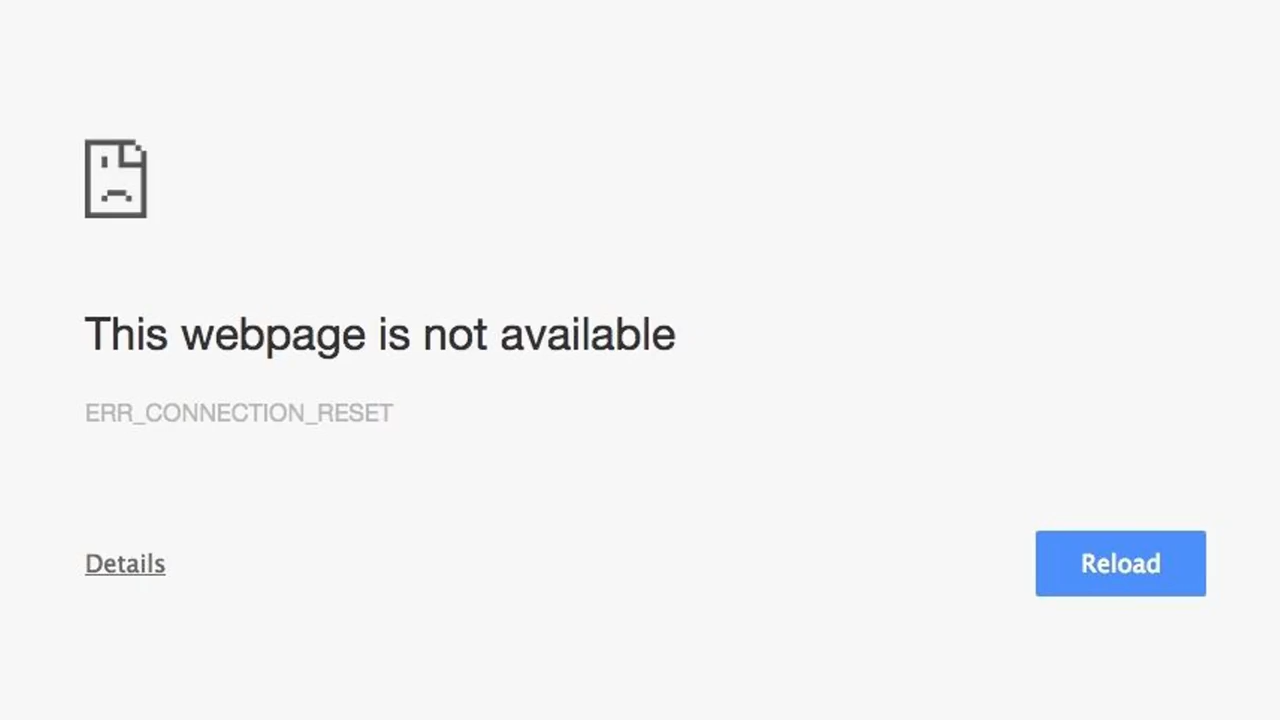 This webpage is not available
ERR_CONNECTION_RESET
Details
Reload